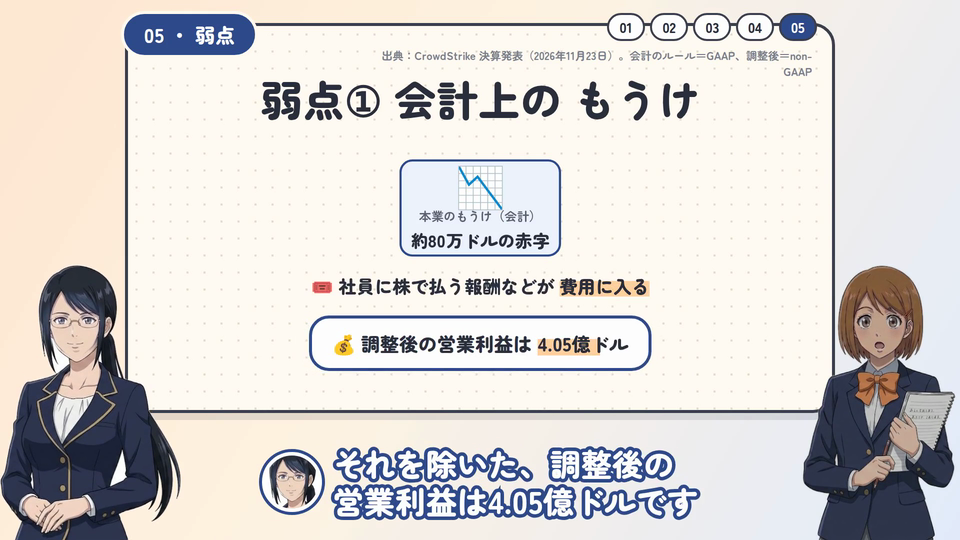 05 ・ 弱点
01 02 03 04 05
出典：CrowdStrike 決算発表（2026年11月23日）。会計のルール＝GAAP、調整後＝non-
GAAP
弱点① 会計上の もうけ
本業のもうけ（会計）
約80万ドルの赤字
社員に株で払う報酬などが 費用に入る
調整後の営業利益は 4.05億ドル
それを除いた、調整後の
営業利益は4.05億ドルです